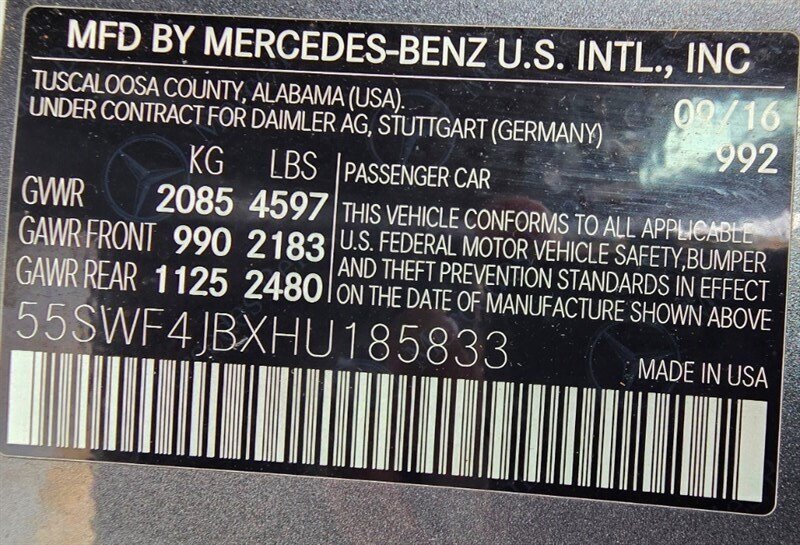 MFD BY MERCEDES-BENZ U.S. INTL., INC
TUSCALOOSA COUNTY, ALABAMA (USA).
UNDER CONTRACT FOR DAIMLER AG, STUTTGART (GERMANY)
09/16
992
KG LBS
GVWR 2085 4597
GAWR FRONT 990 2183
GAWR REAR 1125 2480
PASSENGER CAR
THIS VEHICLE CONFORMS TO ALL APPLICABLE
U.S. FEDERAL MOTOR VEHICLE SAFETY,BUMPER
AND THEFT PREVENTION STANDARDS IN EFFECT
ON THE DATE OF MANUFACTURE SHOWN ABOVE
55SWF4JBXHU185833
MADE IN USA